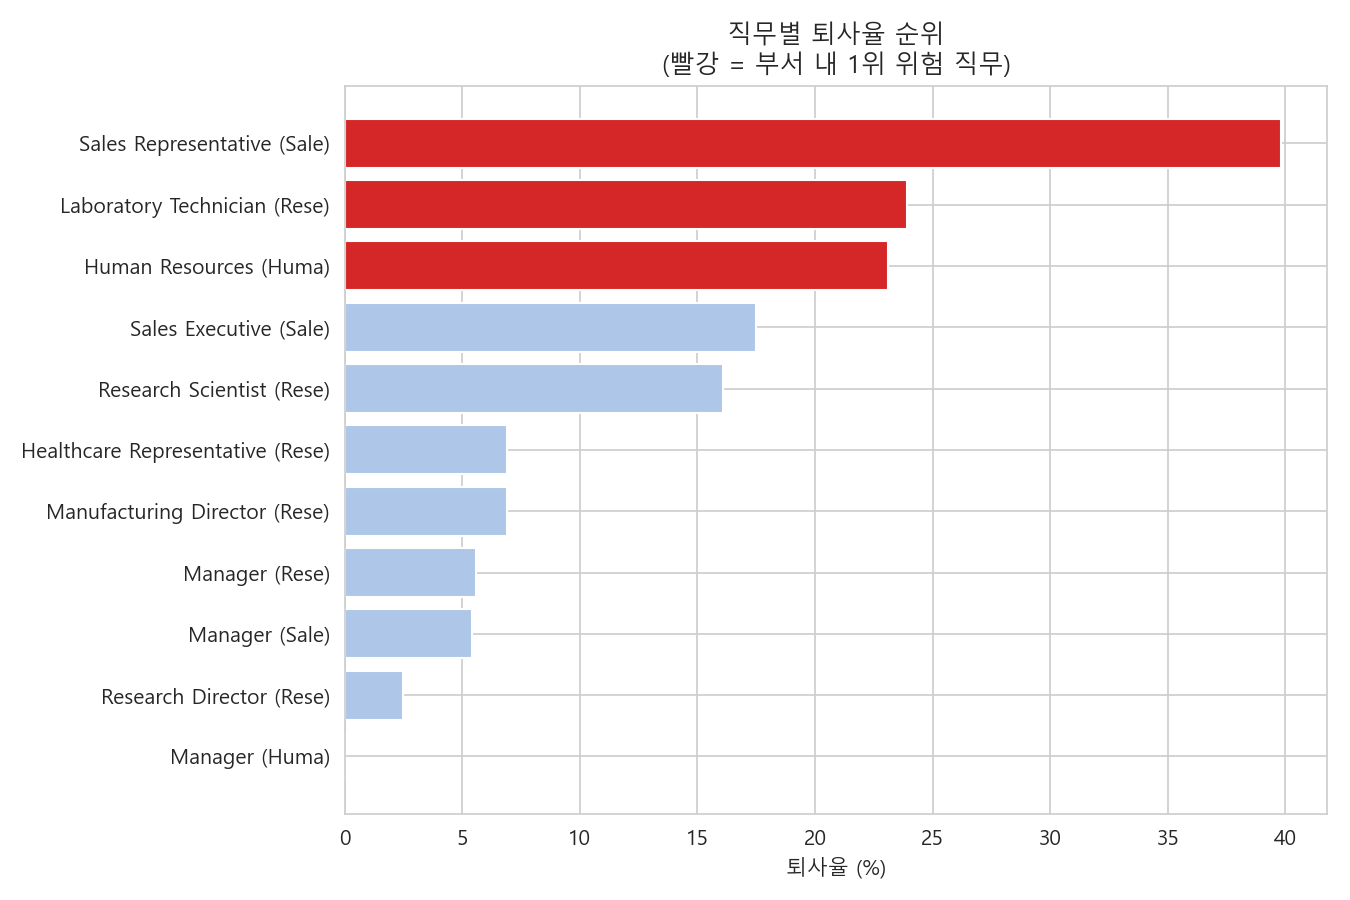 직무별 퇴사율 순위
(빨강 = 부서 내 1위 위험 직무)
Sales Representative (Sale)
Laboratory Technician (Rese)
Human Resources (Huma)
Sales Executive (Sale)
Research Scientist (Rese)
Healthcare Representative (Rese)
Manufacturing Director (Rese)
Manager (Rese)
Manager (Sale)
Research Director (Rese)
Manager (Huma)
0 5 10 15 20 25 30 35 40
퇴사율 (%)